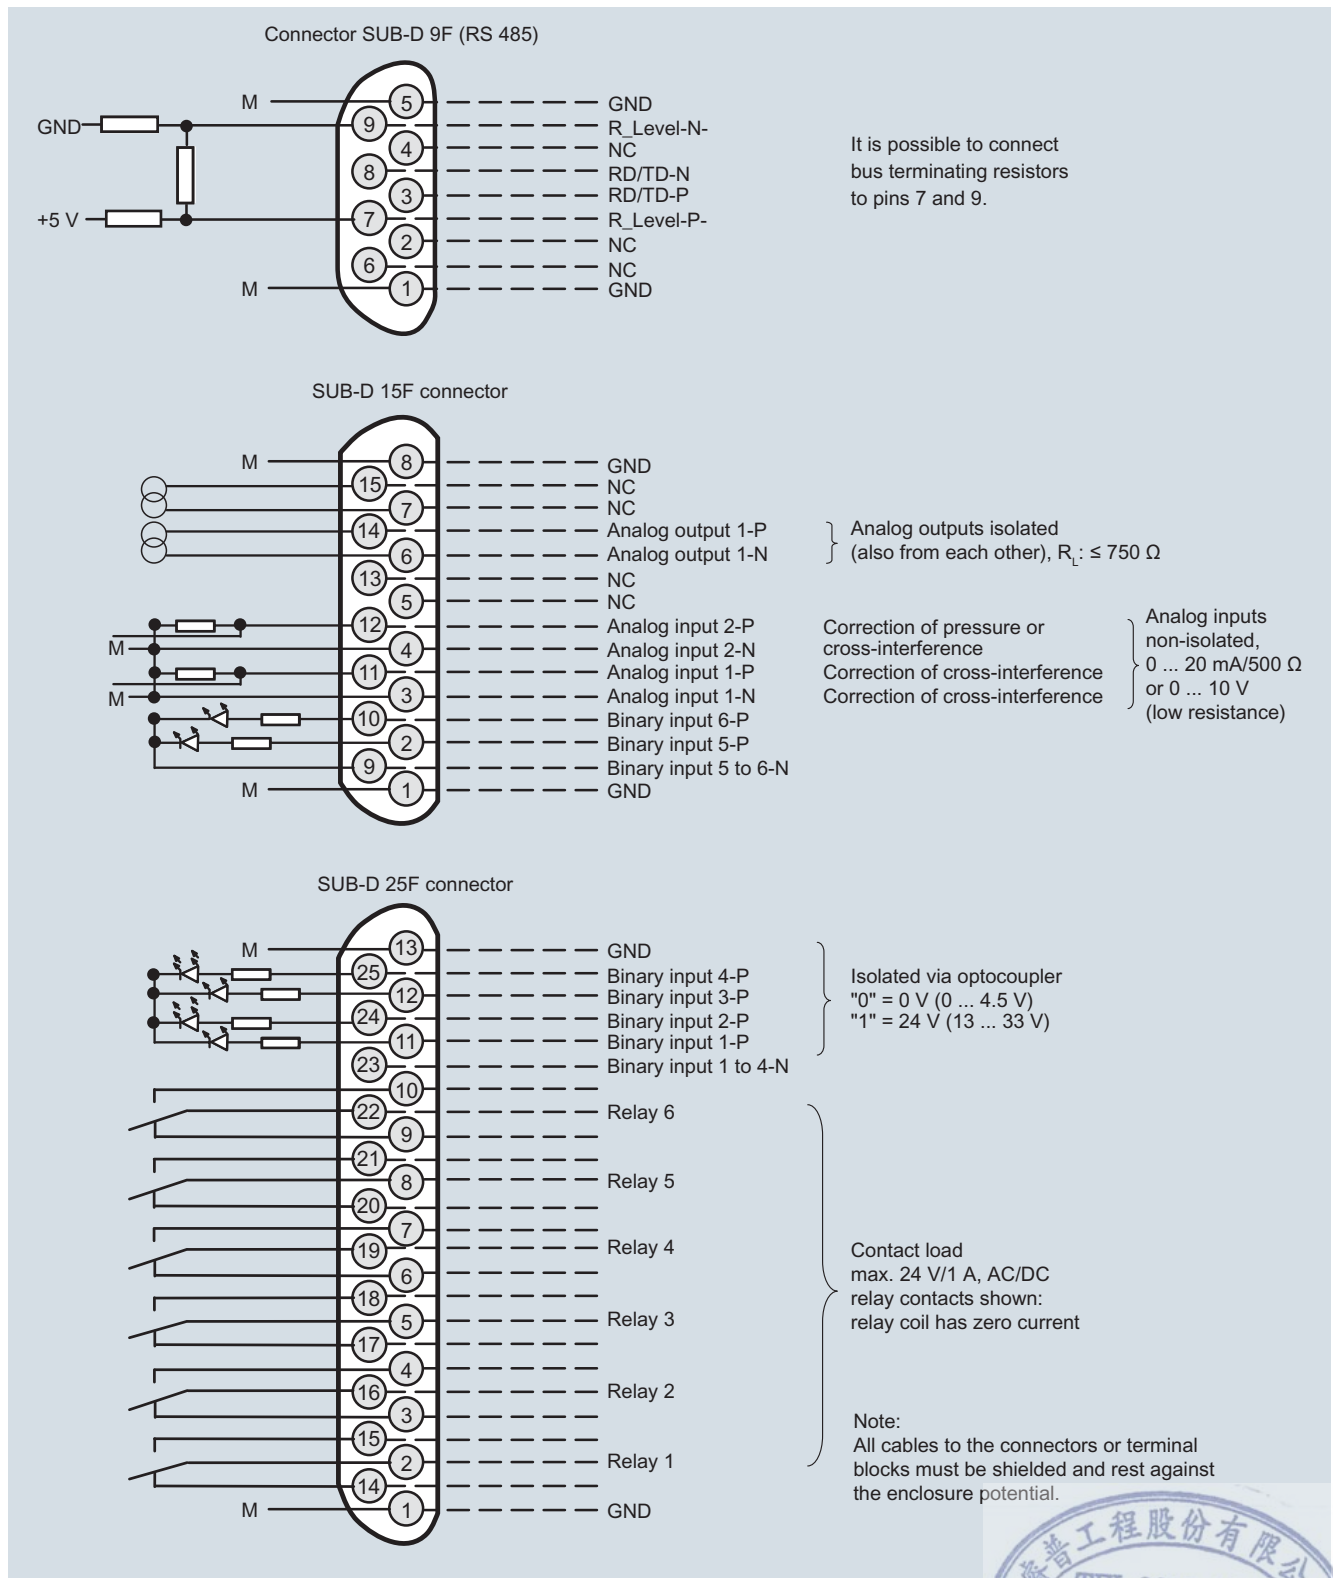 Connector SUB-D 9F (RS 485)
M
5
GND
GND
9
R_Level-N-
4
NC
8
RD/TD-N
3
RD/TD-P
+5 V
7
R_Level-P-
2
NC
6
NC
M
1
GND
It is possible to connect
bus terminating resistors
to pins 7 and 9.
SUB-D 15F connector
M
8
GND
15
NC
7
NC
14
Analog output 1-P
6
Analog output 1-N
Analog outputs isolated
(also from each other), R_L: ≤ 750 Ω
13
NC
5
NC
12
Analog input 2-P
M
4
Analog input 2-N
11
Analog input 1-P
M
3
Analog input 1-N
Correction of pressure or
cross-interference
Correction of cross-interference
Correction of cross-interference
Analog inputs
non-isolated,
0 ... 20 mA/500 Ω
or 0 ... 10 V
(low resistance)
10
Binary input 6-P
2
Binary input 5-P
9
Binary input 5 to 6-N
M
1
GND
SUB-D 25F connector
M
13
GND
25
Binary input 4-P
12
Binary input 3-P
24
Binary input 2-P
11
Binary input 1-P
23
Binary input 1 to 4-N
Isolated via optocoupler
"0" = 0 V (0 ... 4.5 V)
"1" = 24 V (13 ... 33 V)
10
22
Relay 6
9
21
8
Relay 5
20
7
19
Relay 4
6
18
5
Relay 3
17
4
16
Relay 2
3
15
2
Relay 1
14
M
1
GND
Contact load
max. 24 V/1 A, AC/DC
relay contacts shown:
relay coil has zero current
Note:
All cables to the connectors or terminal
blocks must be shielded and rest against
the enclosure potential.
普工程股份有限公